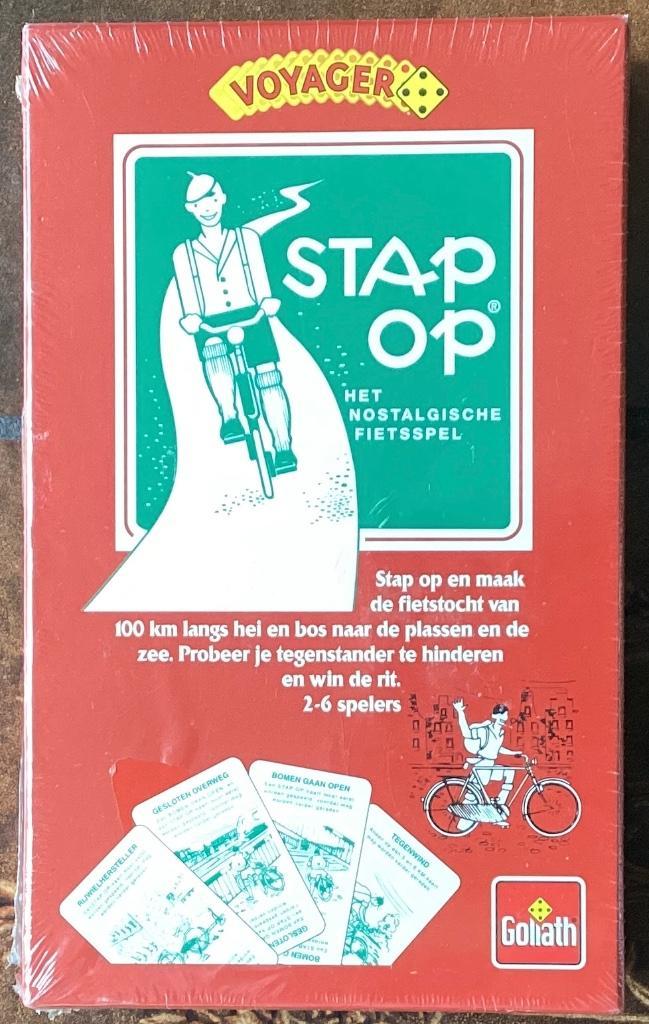 VOYAGER
STAP
OP®
HET
NOSTALGISCHE
FIETSSPEL
Stap op en maak
de fietstocht van
100 km langs hei en bos naar de plassen en de
zee. Probeer je tegenstander te hinderen
en win de rit.
2-6 spelers
RIJWIELHERSTELLER
GESLOTEN OVERWEG
BOMEN GAAN OPEN
TEGENWIND
GESLOTEN
BOMEN
Goliath